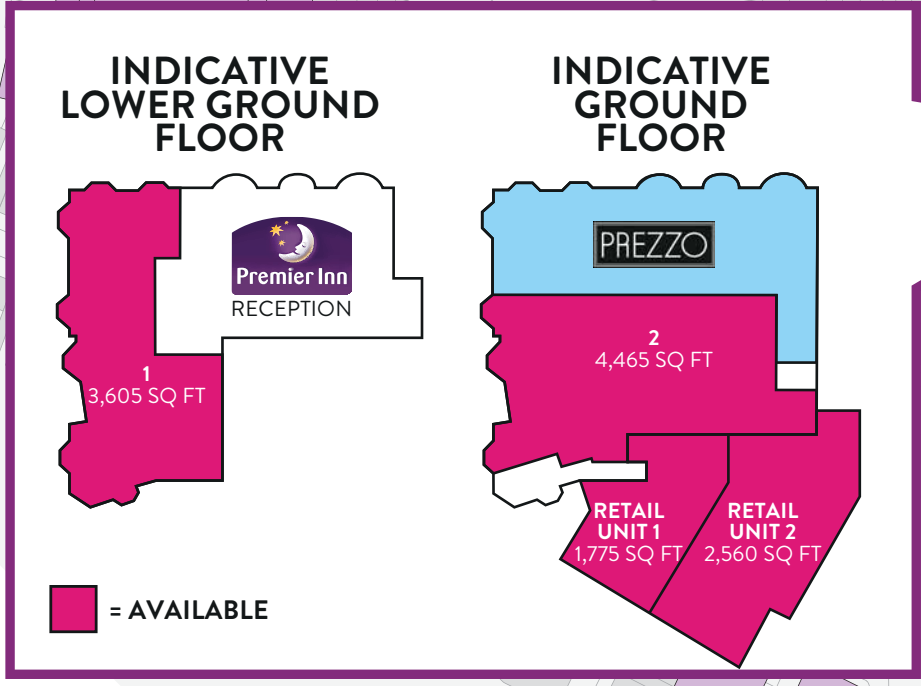 INDICATIVE
LOWER GROUND
FLOOR
Premier Inn
RECEPTION
1
3,605 SQ FT
= AVAILABLE
INDICATIVE
GROUND
FLOOR
PREZZO
2
4,465 SQ FT
RETAIL
UNIT 1
1,775 SQ FT
RETAIL
UNIT 2
2,560 SQ FT